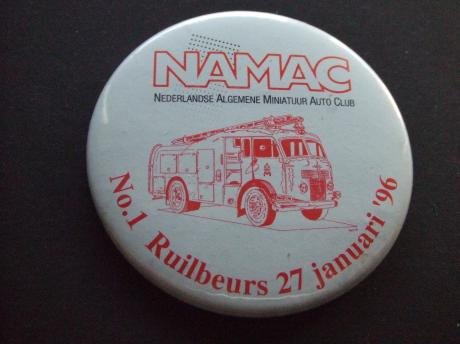 NAMAC
NEDERLANDSE ALGEMENE MINIATUUR AUTO CLUB
No.1 Ruilbeurs 27 januari '96